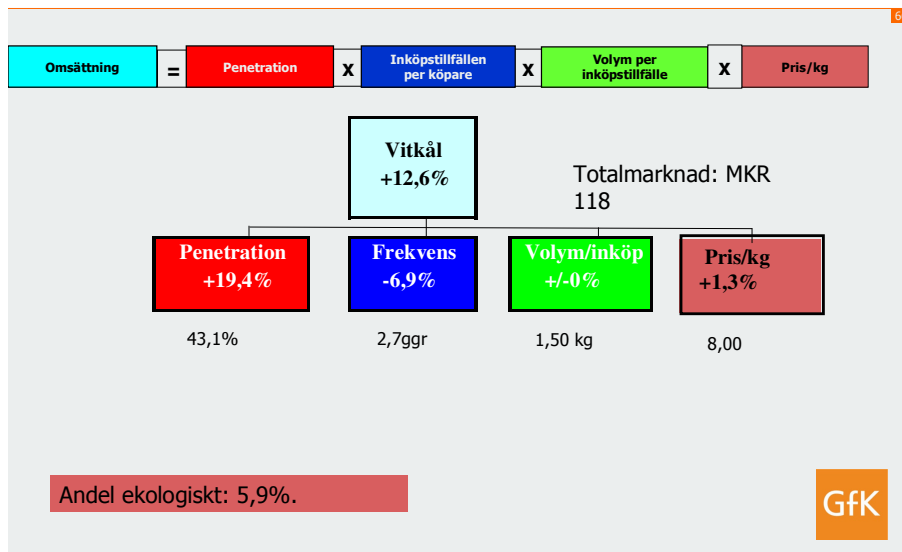 6
Omsättning = Penetration X Inköpstillfällen per köpare X Volym per inköpstillfälle X Pris/kg
Vitkål
+12,6%
Totalmarknad: MKR
118
Penetration
+19,4%
Frekvens
-6,9%
Volym/inköp
+/-0%
Pris/kg
+1,3%
43,1%
2,7ggr
1,50 kg
8,00
Andel ekologiskt: 5,9%.
GfK